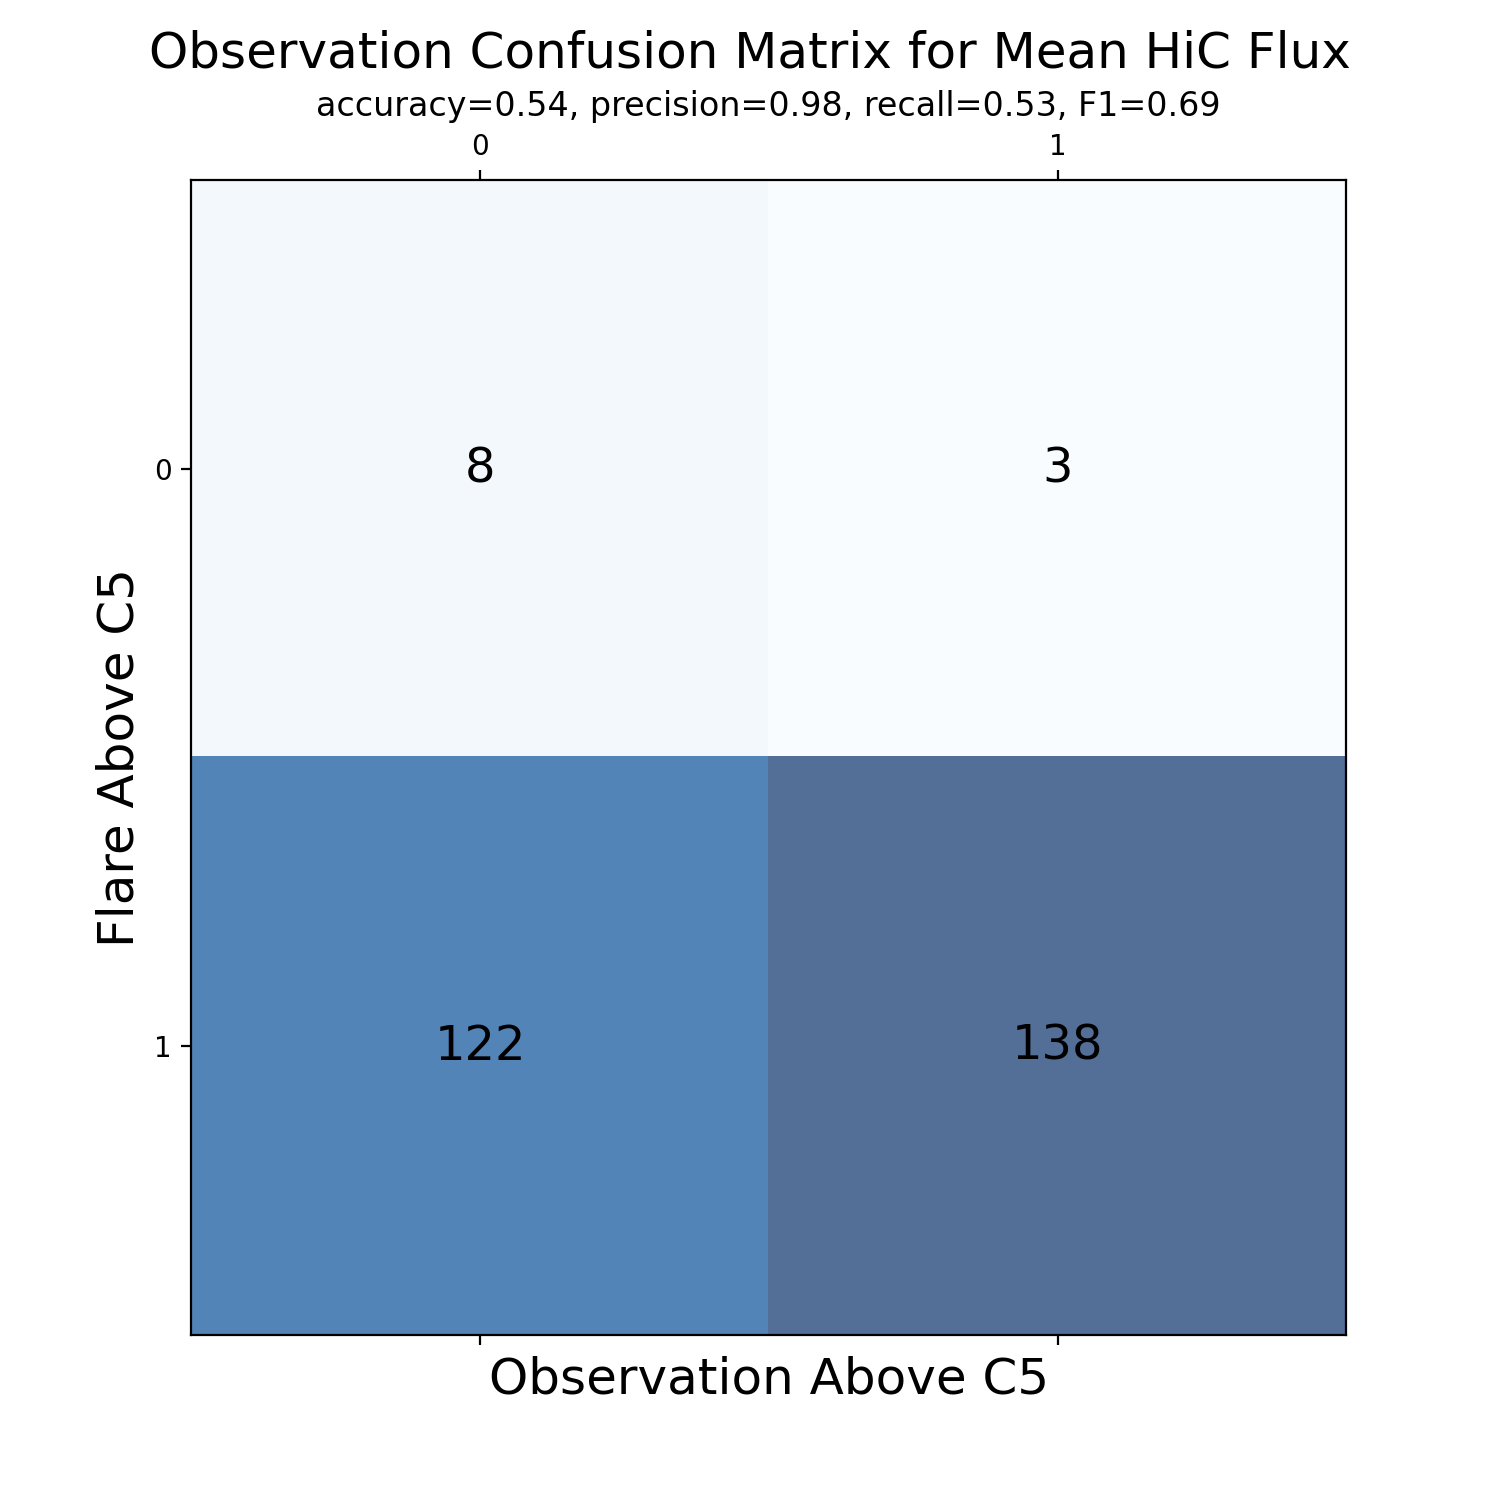 Observation Confusion Matrix for Mean HiC Flux
accuracy=0.54, precision=0.98, recall=0.53, F1=0.69
0 1
0
8 3
Flare Above C5
1
122 138
Observation Above C5